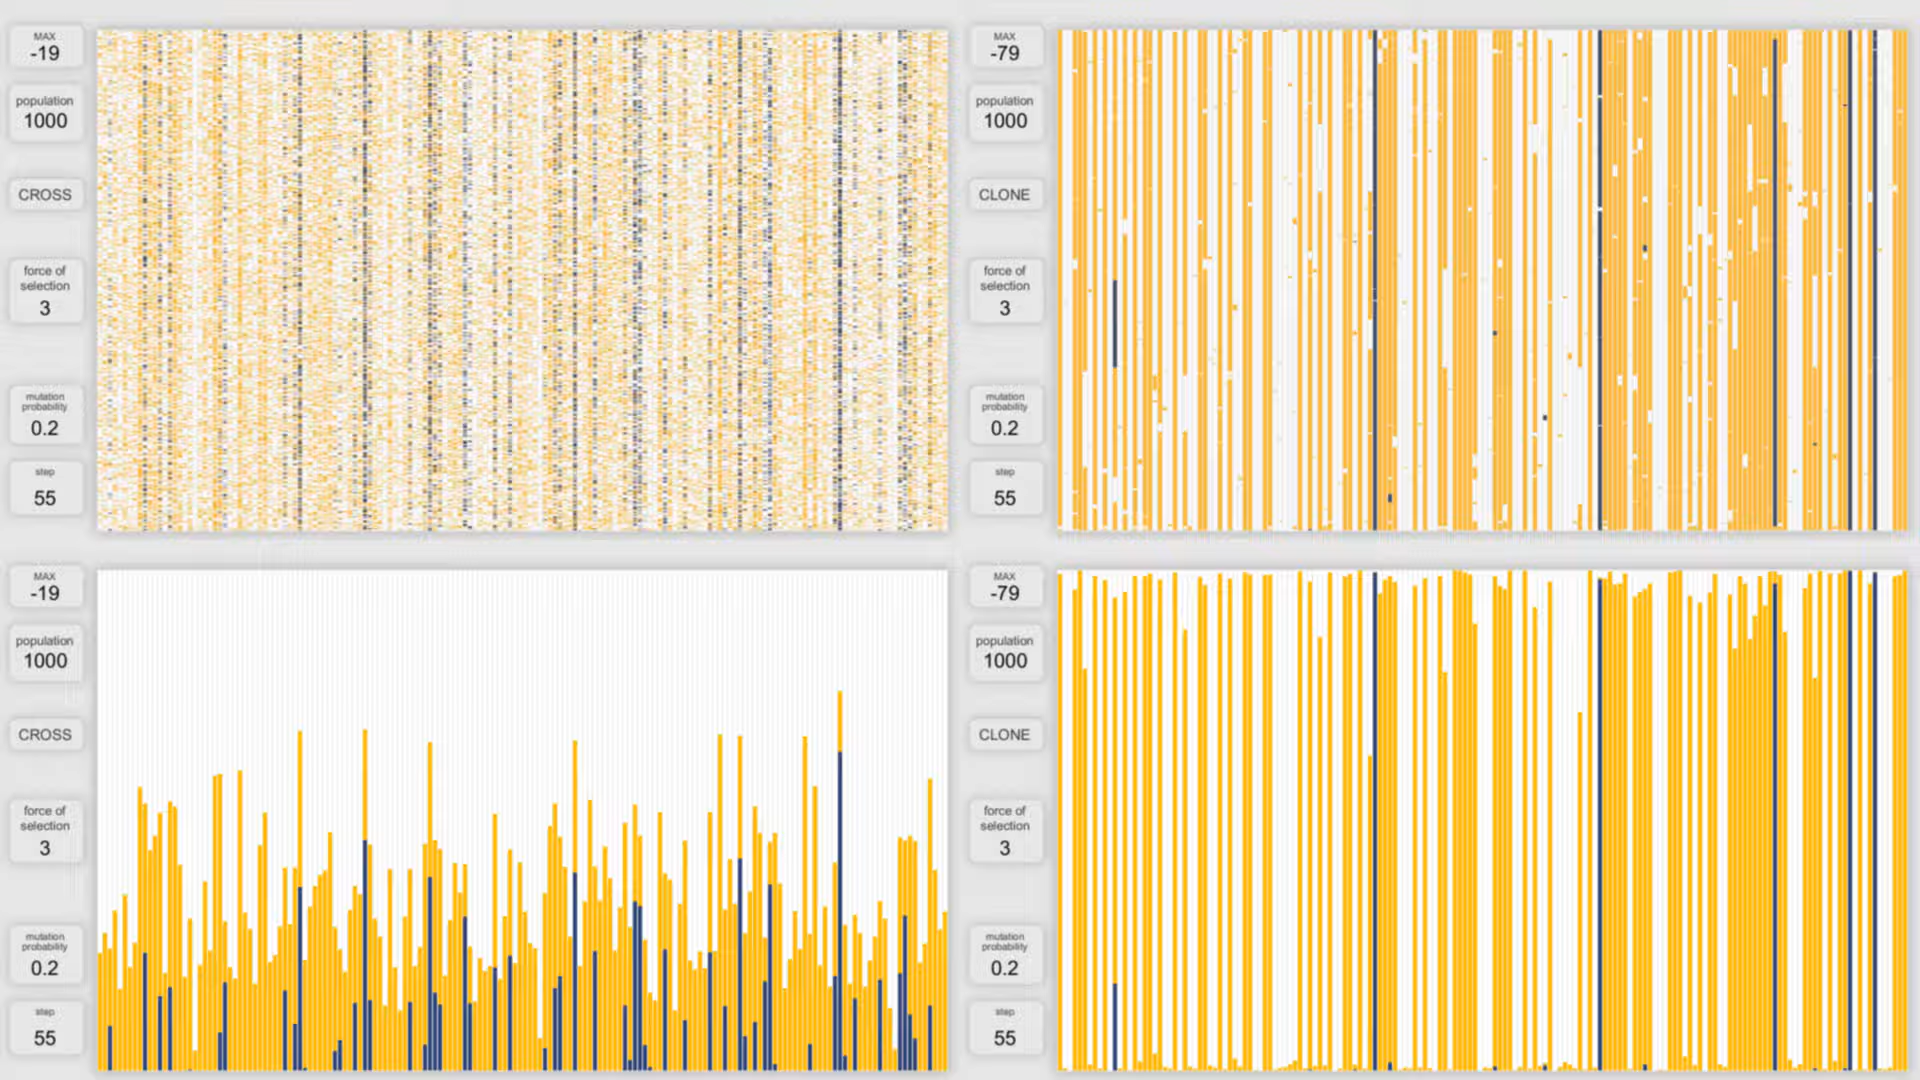 MAX
-19
population
1000
CROSS
force of
selection
3
mutation
probability
0.2
step
55
MAX
-79
population
1000
CLONE
force of
selection
3
mutation
probability
0.2
step
55
MAX
-19
population
1000
CROSS
force of
selection
3
mutation
probability
0.2
step
55
MAX
-79
population
1000
CLONE
force of
selection
3
mutation
probability
0.2
step
55